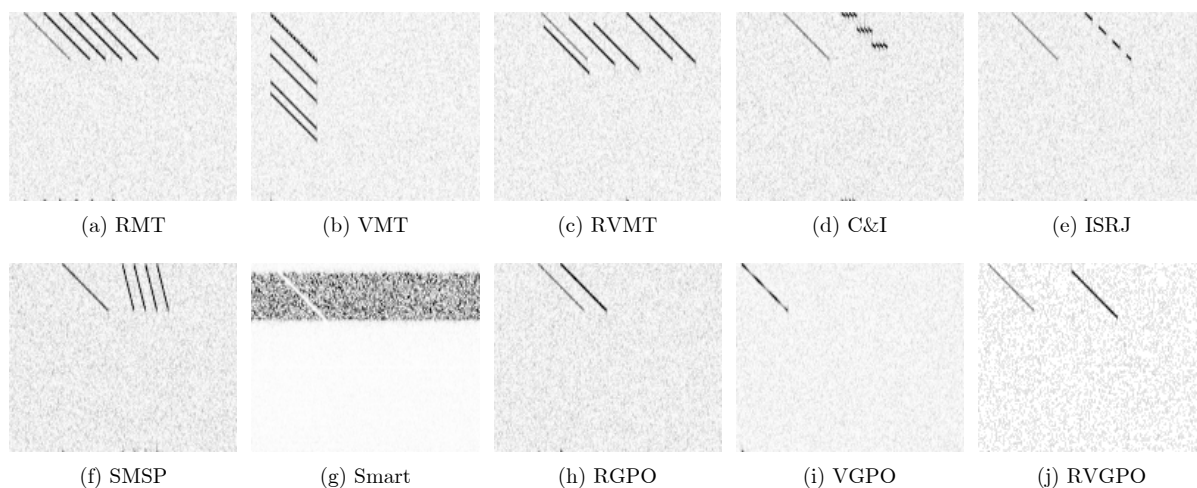 (a) RMT
(b) VMT
(c) RVMT
(d) C&I
(e) ISRJ
(f) SMSP
(g) Smart
(h) RGPO
(i) VGPO
(j) RVGPO